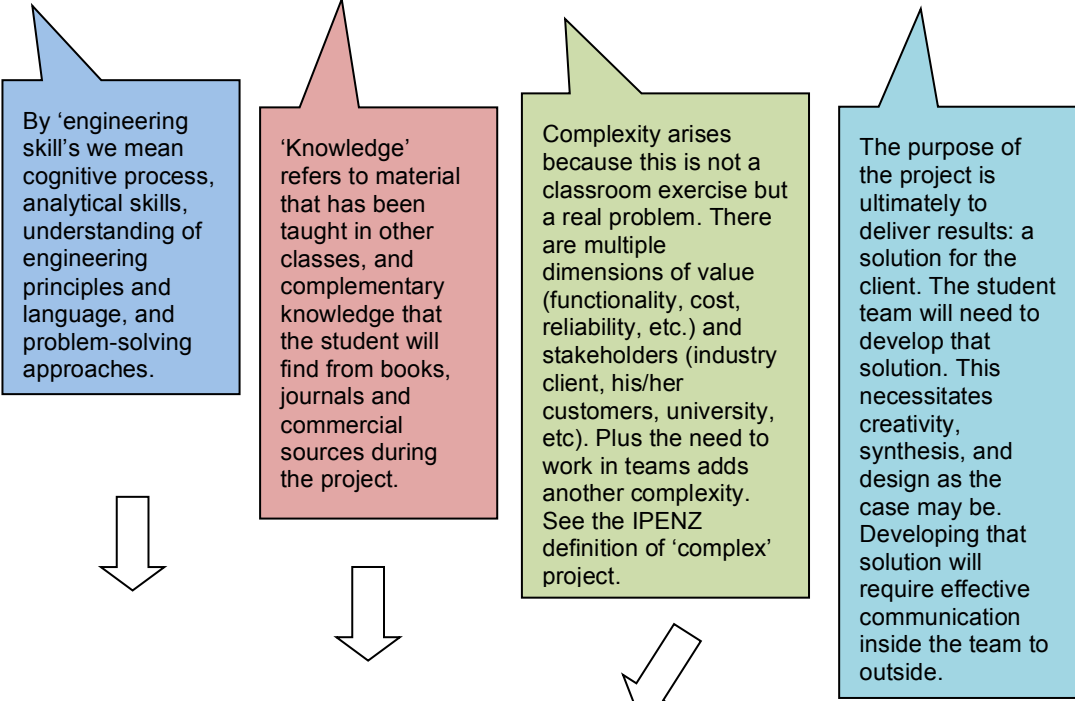 By ‘engineering
skill’s we mean
cognitive process,
analytical skills,
understanding of
engineering
principles and
language, and
problem-solving
approaches.
‘Knowledge’
refers to material
that has been
taught in other
classes, and
complementary
knowledge that
the student will
find from books,
journals and
commercial
sources during
the project.
Complexity arises
because this is not a
classroom exercise but
a real problem. There
are multiple
dimensions of value
(functionality, cost,
reliability, etc.) and
stakeholders (industry
client, his/her
customers, university,
etc). Plus the need to
work in teams adds
another complexity.
See the IPENZ
definition of ‘complex’
project.
The purpose of
the project is
ultimately to
deliver results: a
solution for the
client. The student
team will need to
develop that
solution. This
necessitates
creativity,
synthesis, and
design as the
case may be.
Developing that
solution will
require effective
communication
inside the team to
outside.